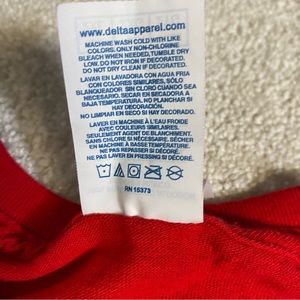 www.deltaapparel.com
MACHINE WASH COLD WITH LIKE
COLORS. ONLY NON-CHLORINE
BLEACH WHEN NEEDED, TUMBLE DRY
LOW. DO NOT IRON IF DECORATED.
DO NOT DRY CLEAN.
LAVAR EN LAVADORA CON AGUA FRIA
CON COLORES SIMILARES, SÓLO
BLANQUEADOR SIN CLORO CUANDO SEA
NECESARIO. SECAR EN SECADORA A
BAJA TEMPERATURA. NO PLANCHAR SI
HAY DECORACIÓN.
NO LIMPIAR EN SECO SI HAY DECORADO.
LAVER EN MACHINE À L'EAU FROIDE
AVEC COULEURS SIMILAIRES.
SEULEMENT AGENT DE BLANCHIMENT
SANS CHLORE SI NÉCESSAIRE. SÉCHER
À BASSE TEMPÉRATURE.
NE PAS REPASSER SI DÉCORÉ.
NE PAS LAVER EN PRESSING SI DÉCORÉ.
RN 15373